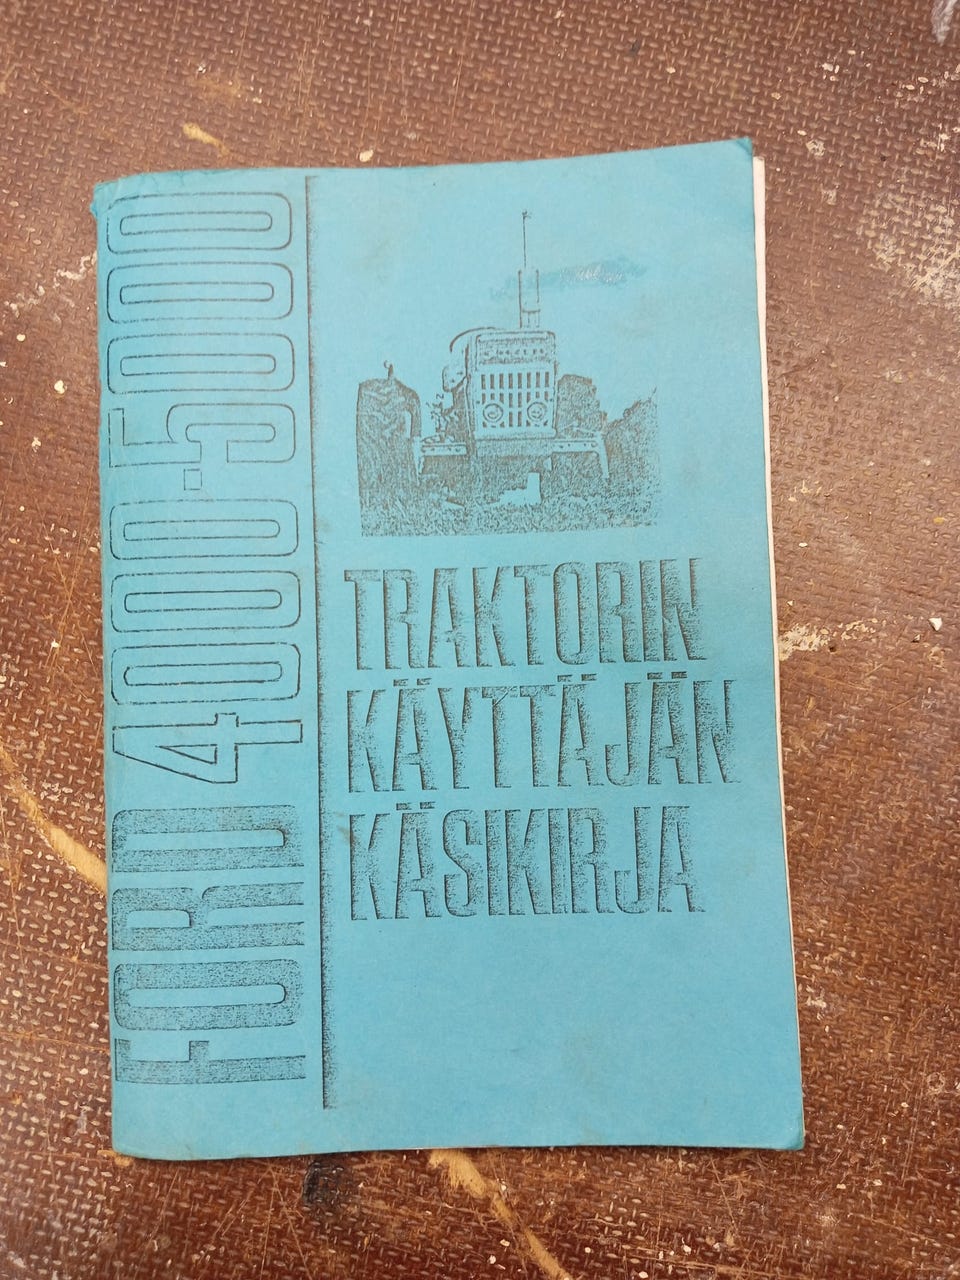 FORD 4000-5000
TRAKTORIN
KÄYTTÄJÄN
KÄSIKIRJA